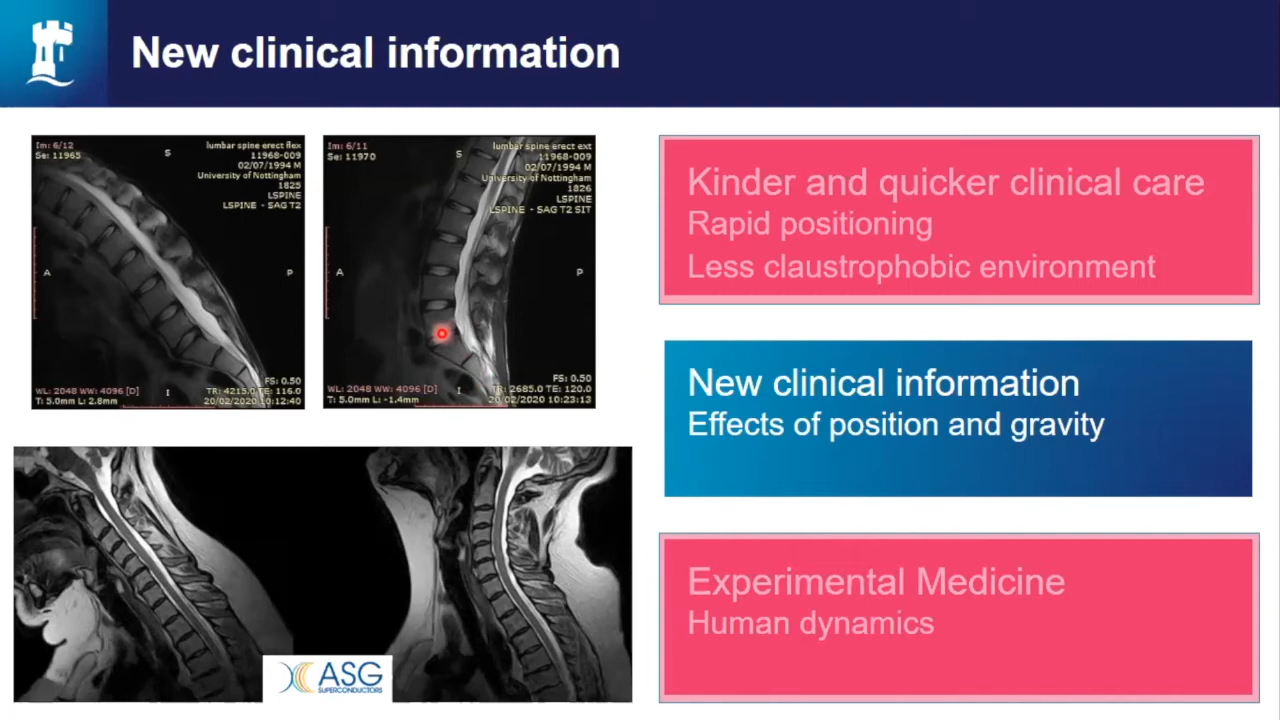 New clinical information
Im: 6/12
Se: 11965
S
lumbar spine erect flex
11968-009
02/07/1994 M
University of Nottingham
1825
LSPINE
LSPINE - SAG T2
A
P
WL: 2048 WW: 4096 [D]
T: 5.0mm L: 2.8mm
I
FS: 0.50
TR: 4215.0 TE: 116.0
20/02/2020 10:12:40
Im: 6/11
Se: 11970
S
lumbar spine erect ext
11968-009
02/07/1994 M
University of Nottingham
1826
LSPINE
LSPINE - SAG T2 SIT
A
P
WL: 2048 WW: 4096 [D]
T: 5.0mm L: -1.4mm
I
FS: 0.50
TR: 2685.0 TE: 120.0
20/02/2020 10:23:13
ASG
SUPERCONDUCTORS
Kinder and quicker clinical care
Rapid positioning
Less claustrophobic environment
New clinical information
Effects of position and gravity
Experimental Medicine
Human dynamics